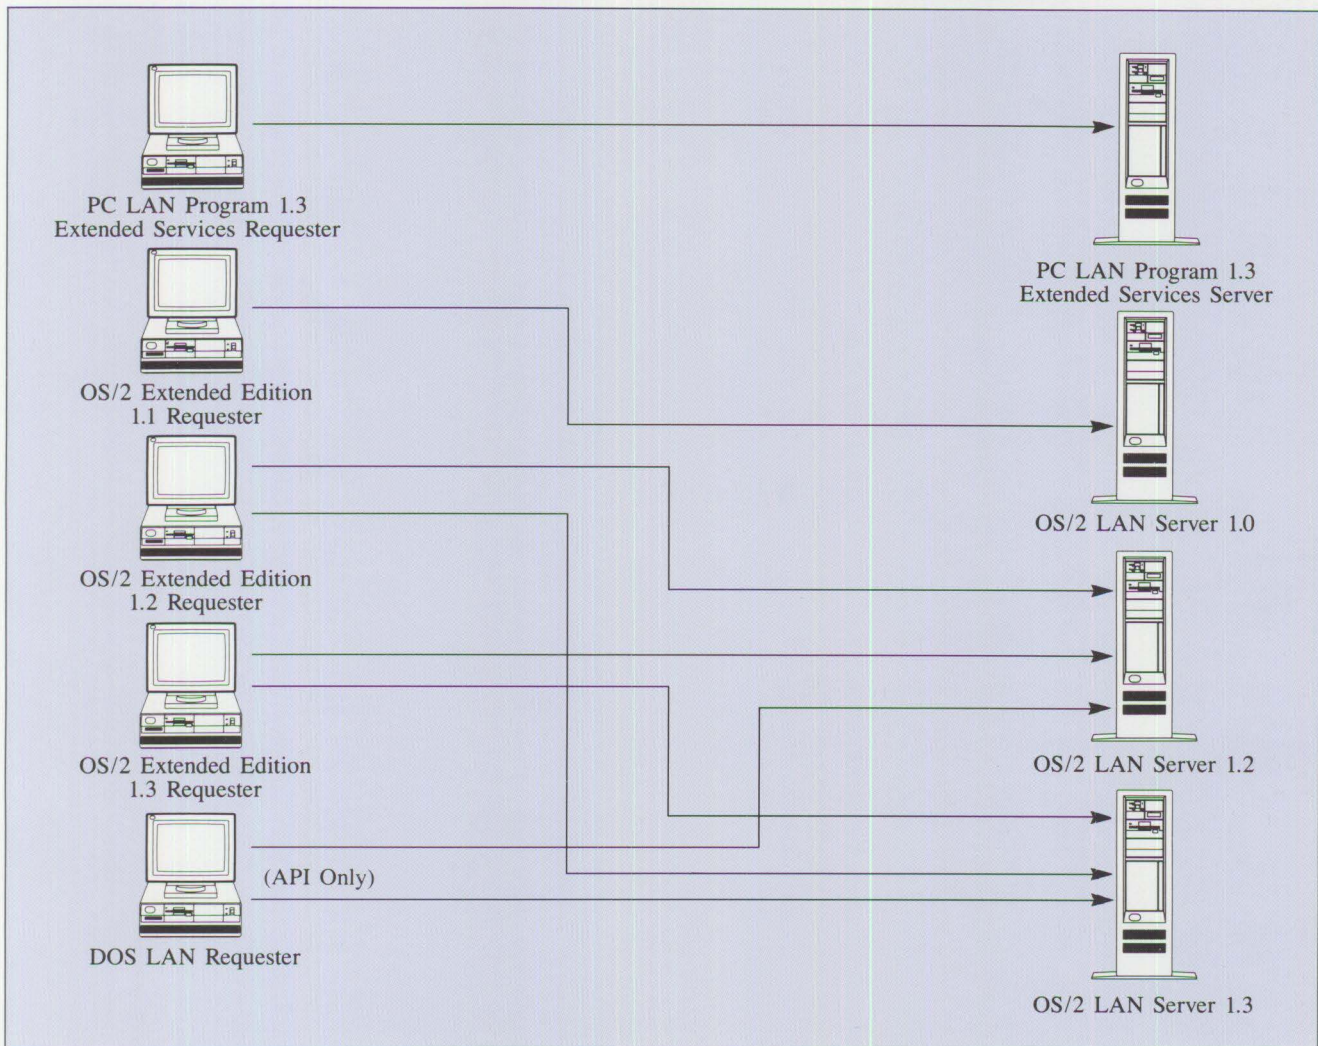 PC LAN Program 1.3
Extended Services Requester
PC LAN Program 1.3
Extended Services Server
OS/2 Extended Edition
1.1 Requester
OS/2 LAN Server 1.0
OS/2 Extended Edition
1.2 Requester
OS/2 LAN Server 1.2
OS/2 Extended Edition
1.3 Requester
(API Only)
DOS LAN Requester
OS/2 LAN Server 1.3